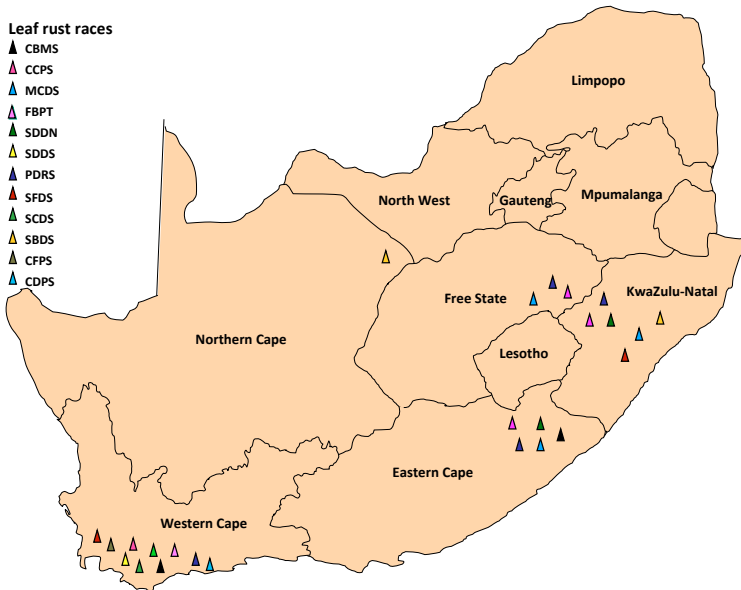 Leaf rust races
CBMS
CCPS
MCDS
FBPT
SDDN
SDDS
PDRS
SFDS
SCDS
SBDS
CFPS
CDPS
Limpopo
North West
Gauteng
Mpumalanga
Free State
KwaZulu-Natal
Northern Cape
Lesotho
Eastern Cape
Western Cape